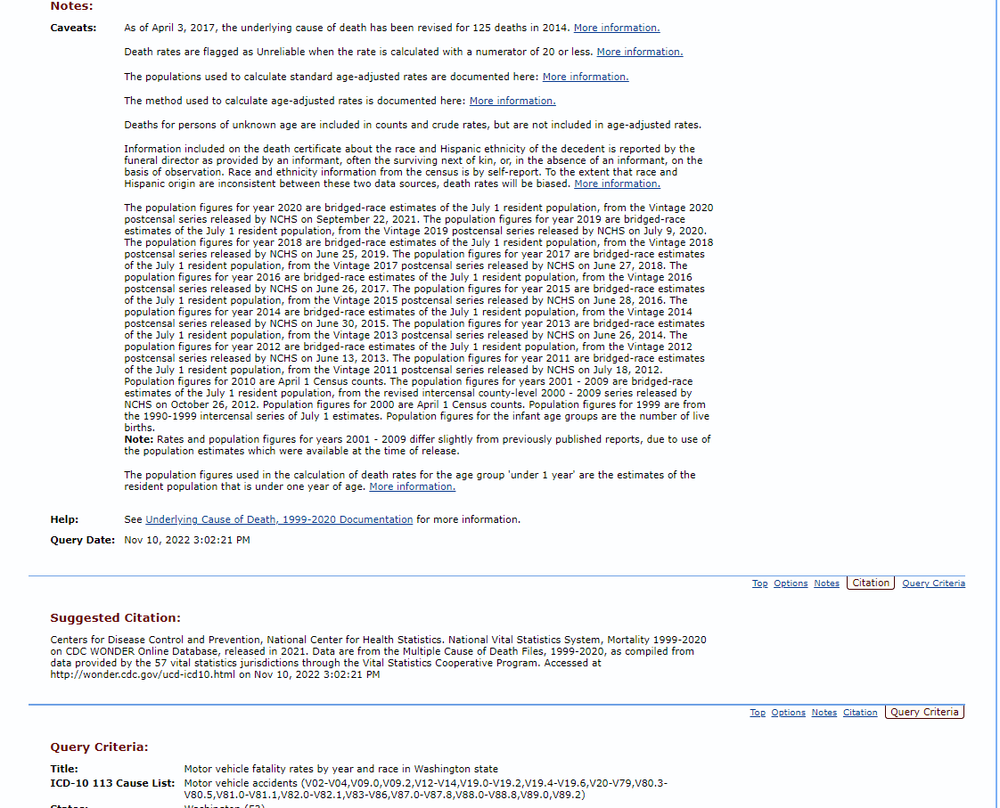 Notes:
Caveats: As of April 3, 2017, the underlying cause of death has been revised for 125 deaths in 2014. More information.
Death rates are flagged as Unreliable when the rate is calculated with a numerator of 20 or less. More information.
The populations used to calculate standard age-adjusted rates are documented here: More information.
The method used to calculate age-adjusted rates is documented here: More information.
Deaths for persons of unknown age are included in counts and crude rates, but are not included in age-adjusted rates.
Information included on the death certificate about the race and Hispanic ethnicity of the decedent is reported by the
funeral director as provided by an informant, often the surviving next of kin, or, in the absence of an informant, on the
basis of observation. Race and ethnicity information from the census is by self-report. To the extent that race and
Hispanic origin are inconsistent between these two data sources, death rates will be biased. More information.
The population figures for year 2020 are bridged-race estimates of the July 1 resident population, from the Vintage 2020
postcensal series released by NCHS on September 22, 2021. The population figures for year 2019 are bridged-race
estimates of the July 1 resident population, from the Vintage 2019 postcensal series released by NCHS on July 9, 2020.
The population figures for year 2018 are bridged-race estimates of the July 1 resident population, from the Vintage 2018
postcensal series released by NCHS on June 25, 2019. The population figures for year 2017 are bridged-race estimates
of the July 1 resident population, from the Vintage 2017 postcensal series released by NCHS on June 27, 2018. The
population figures for year 2016 are bridged-race estimates of the July 1 resident population, from the Vintage 2016
postcensal series released by NCHS on June 26, 2017. The population figures for year 2015 are bridged-race estimates
of the July 1 resident population, from the Vintage 2015 postcensal series released by NCHS on June 28, 2016. The
population figures for year 2014 are bridged-race estimates of the July 1 resident population, from the Vintage 2014
postcensal series released by NCHS on June 30, 2015. The population figures for year 2013 are bridged-race estimates
of the July 1 resident population, from the Vintage 2013 postcensal series released by NCHS on June 26, 2014. The
population figures for year 2012 are bridged-race estimates of the July 1 resident population, from the Vintage 2012
postcensal series released by NCHS on June 13, 2013. The population figures for year 2011 are bridged-race estimates
of the July 1 resident population, from the Vintage 2011 postcensal series released by NCHS on July 18, 2012.
Population figures for 2010 are April 1 Census counts. The population figures for years 2001 - 2009 are bridged-race
estimates of the July 1 resident population, from the revised intercensal county-level 2000 - 2009 series released by
NCHS on October 26, 2012. Population figures for 2000 are April 1 Census counts. Population figures for 1999 are from
the 1990-1999 intercensal series of July 1 estimates. Population figures for the infant age groups are the number of live
births.
Note: Rates and population figures for years 2001 - 2009 differ slightly from previously published reports, due to use of
the population estimates which were available at the time of release.
The population figures used in the calculation of death rates for the age group 'under 1 year' are the estimates of the
resident population that is under one year of age. More information.
Help: See Underlying Cause of Death, 1999-2020 Documentation for more information.
Query Date: Nov 10, 2022 3:02:21 PM
Top Options Notes Citation Query Criteria
Suggested Citation:
Centers for Disease Control and Prevention, National Center for Health Statistics. National Vital Statistics System, Mortality 1999-2020
on CDC WONDER Online Database, released in 2021. Data are from the Multiple Cause of Death Files, 1999-2020, as compiled from
data provided by the 57 vital statistics jurisdictions through the Vital Statistics Cooperative Program. Accessed at
http://wonder.cdc.gov/ucd-icd10.html on Nov 10, 2022 3:02:21 PM
Top Options Notes Citation Query Criteria
Query Criteria:
Title: Motor vehicle fatality rates by year and race in Washington state
ICD-10 113 Cause List: Motor vehicle accidents (V02-V04,V09.0,V09.2,V12-V14,V19.0-V19.2,V19.4-V19.6,V20-V79,V80.3-
V80.5,V81.0-V81.1,V82.0-V82.1,V83-V86,V87.0-V87.8,V88.0-V88.8,V89.0,V89.2)